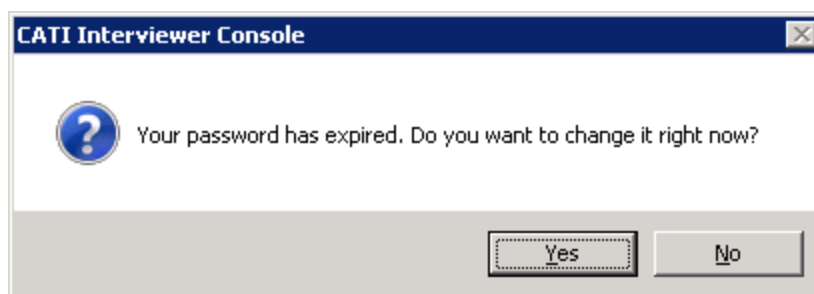 CATI Interviewer Console
Your password has expired. Do you want to change it right now?
Yes
No